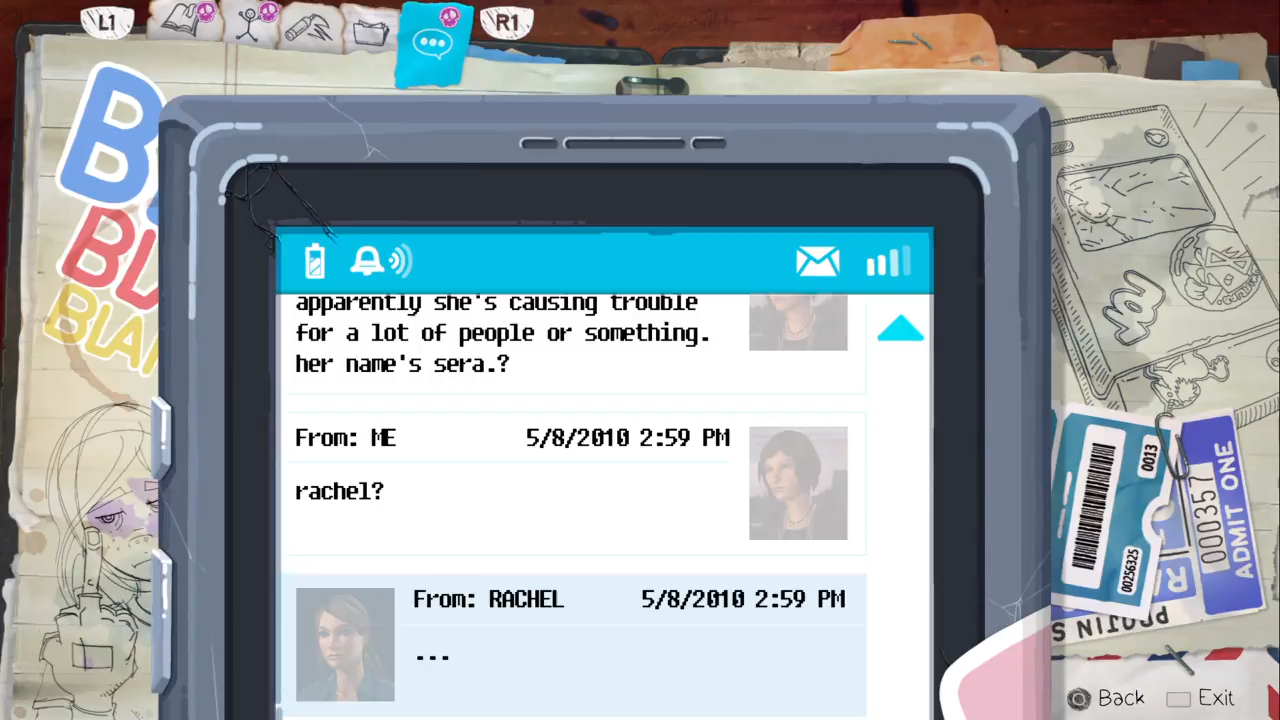 L1
R1
apparently she's causing trouble
for a lot of people or something.
her name's sera.?
From: ME
5/8/2010 2:59 PM
rachel?
From: RACHEL
5/8/2010 2:59 PM
...
0013
00256325
000357
ADMIT ONE
Back
Exit